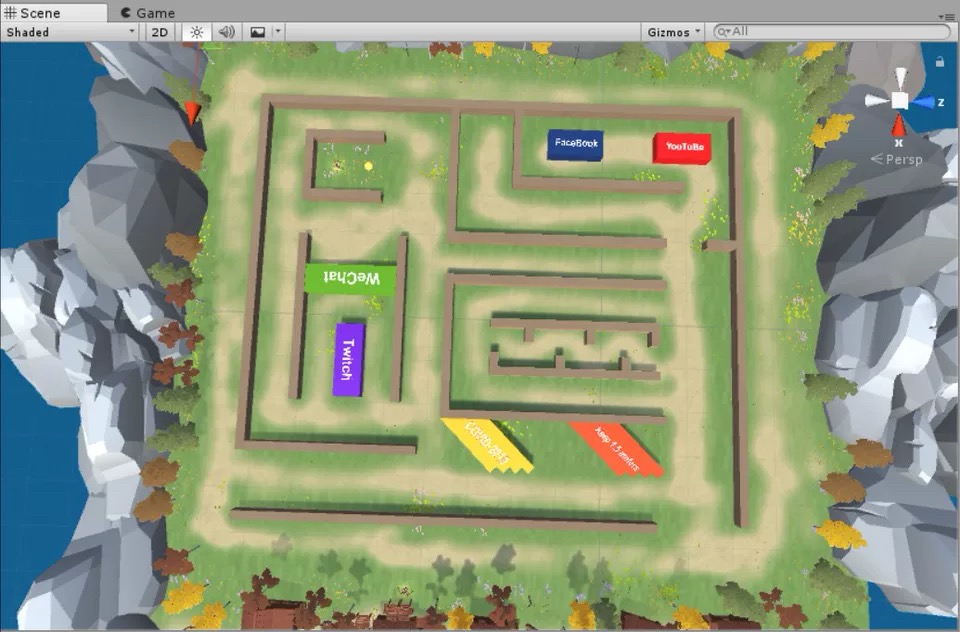 Scene
Game
Shaded
2D
Gizmos
All
z
x
Persp
FaceBook
YouTuBe
WeChat
Twitch
Keep 1.5 meters